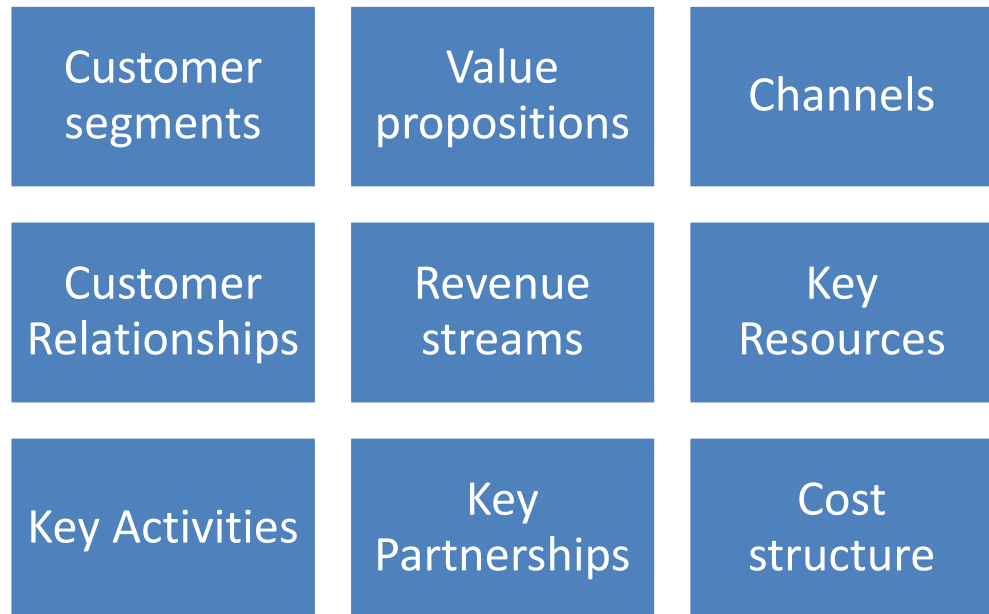 Customer
segments
Value
propositions
Channels
Customer
Relationships
Revenue
streams
Key
Resources
Key Activities
Key
Partnerships
Cost
structure